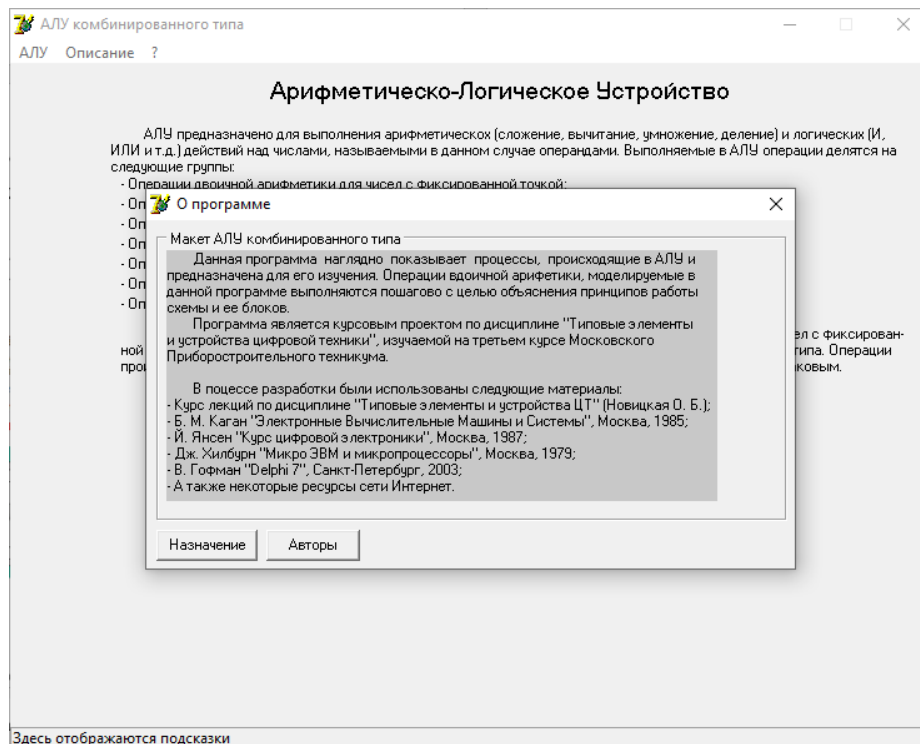 АЛУ комбинированного типа
АЛУ Описание ?
Арифметическо-Логическое Устройство
АЛУ предназначено для выполнения арифметическох (сложение, вычитание, умножение, деление) и логических (И,
ИЛИ и т.д.) действий над числами, называемыми в данном случае операндами. Выполняемые в АЛУ операции делятся на
следующие группы:
- Операции двоичной арифметики для чисел с фиксированной точкой;
- Оп
- Оп
- Оп
- Оп
- Оп
- Оп
ел с фиксирован-
ной
типа. Операции
про
ковым.
О программе
Макет АЛУ комбинированного типа
Данная программа наглядно показывает процессы, происходящие в АЛУ и
предназначена для его изучения. Операции вдоичной арифетики, моделируемые в
данной программе выполняются пошагово с целью объяснения принципов работы
схемы и ее блоков.
Программа является курсовым проектом по дисциплине "Типовые элементы
и устройства цифровой техники", изучаемой на третьем курсе Московского
Приборостроительного техникума.
В поцессе разработки были использованы следующие материалы:
- Курс лекций по дисциплине "Типовые элементы и устройства ЦТ" (Новицкая О. Б.);
- Б. М. Каган "Электронные Вычислительные Машины и Системы", Москва, 1985;
- Й. Янсен "Курс цифровой электроники", Москва, 1987;
- Дж. Хилбурн "Микро ЭВМ и микропроцессоры", Москва, 1979;
- В. Гофман "Delphi 7", Санкт-Петербург, 2003;
- А также некоторые ресурсы сети Интернет.
Назначение Авторы
Здесь отображаются подсказки